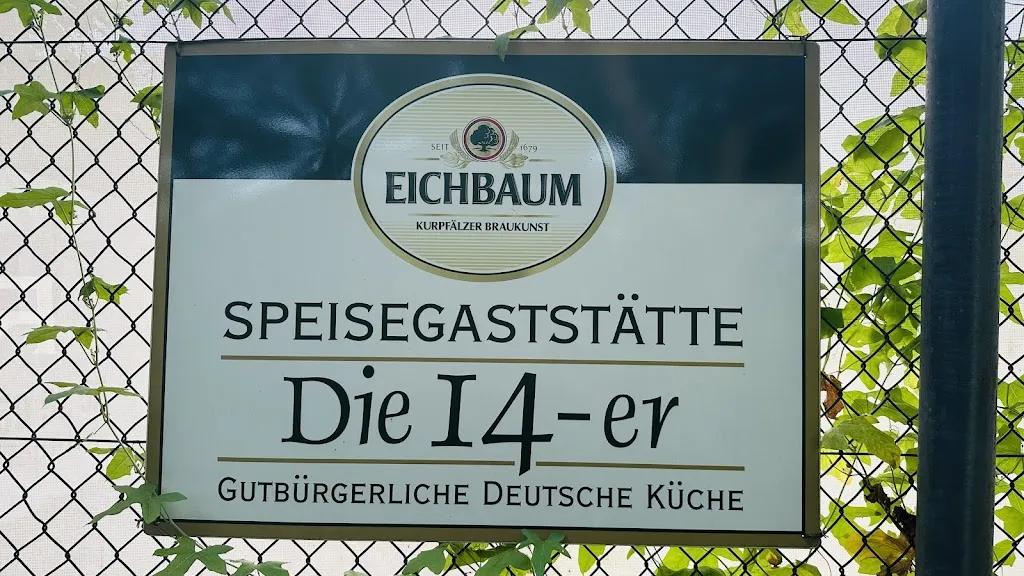 SEIT 1679
EICHBAUM
KURPFÄLZER BRAUKUNST
SPEISEGASTSTÄTTE
Die 14-er
GUTBÜRGERLICHE DEUTSCHE KÜCHE